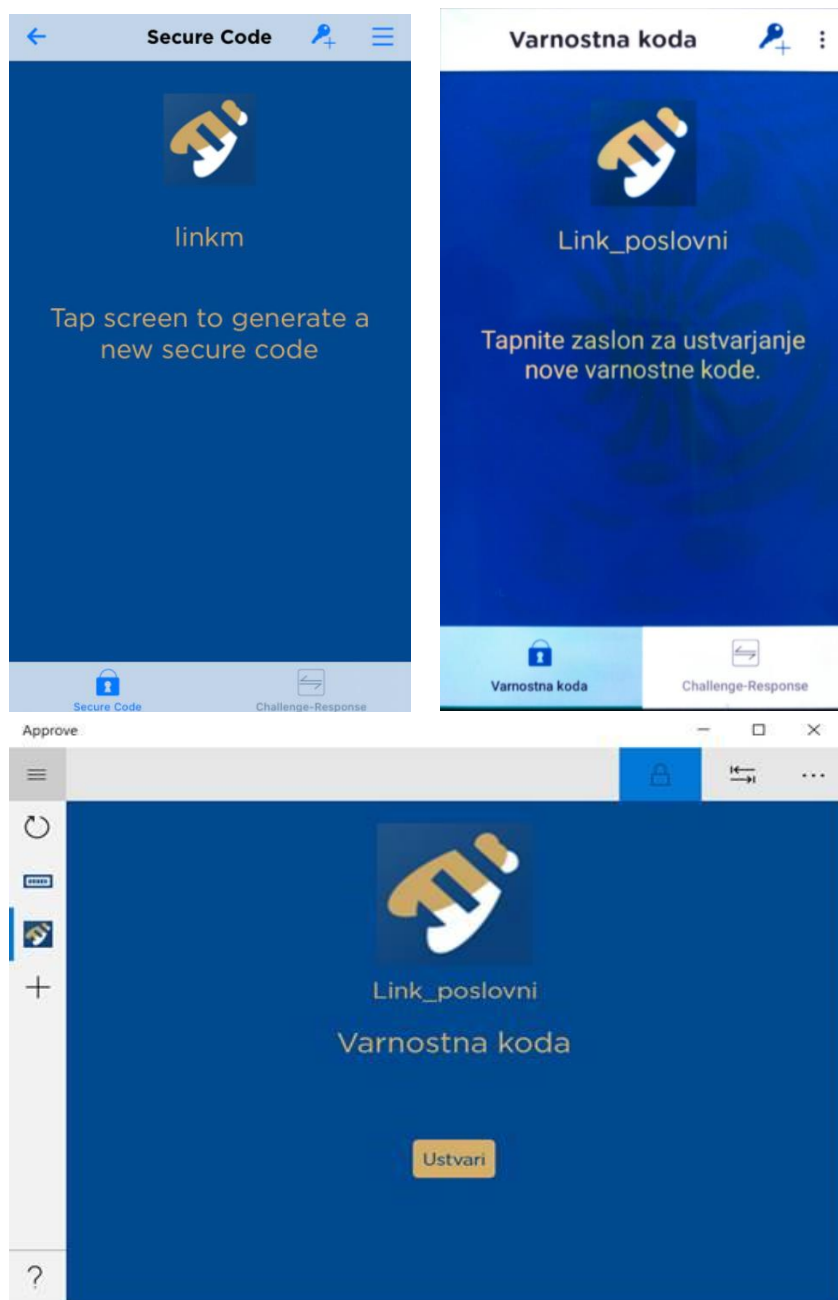 Secure Code
linkm
Tap screen to generate a
new secure code
Secure Code
Challenge-Response
Varnostna koda
Link_poslovni
Tapnite zaslon za ustvarjanje
nove varnostne kode.
Varnostna koda
Challenge-Response
Approve
Link_poslovni
Varnostna koda
Ustvari
?